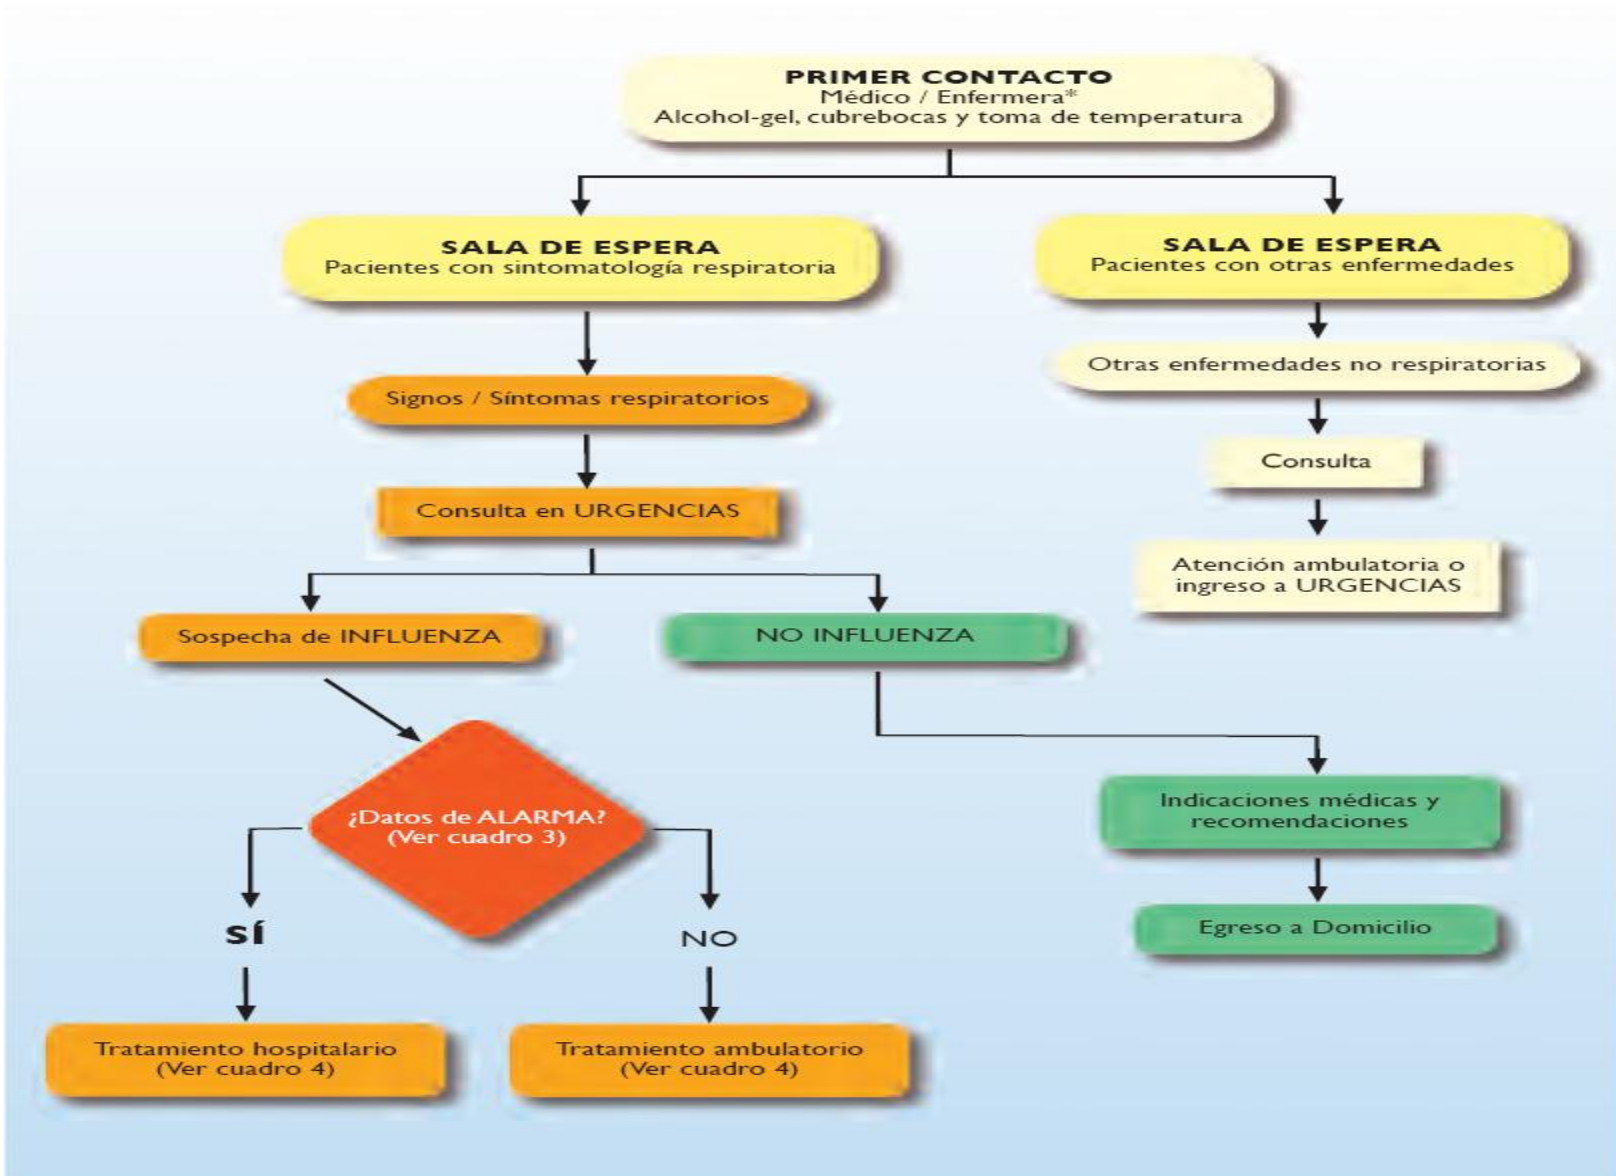 PRIMER CONTACTO
Médico / Enfermera*
Alcohol-gel, cubrebocas y toma de temperatura
SALA DE ESPERA
Pacientes con sintomatología respiratoria
SALA DE ESPERA
Pacientes con otras enfermedades
Signos / Síntomas respiratorios
Otras enfermedades no respiratorias
Consulta en URGENCIAS
Consulta
Atención ambulatoria o
ingreso a URGENCIAS
Sospecha de INFLUENZA
NO INFLUENZA
¿Datos de ALARMA?
(Ver cuadro 3)
SÍ
NO
Tratamiento hospitalario
(Ver cuadro 4)
Tratamiento ambulatorio
(Ver cuadro 4)
Indicaciones médicas y
recomendaciones
Egreso a Domicilio